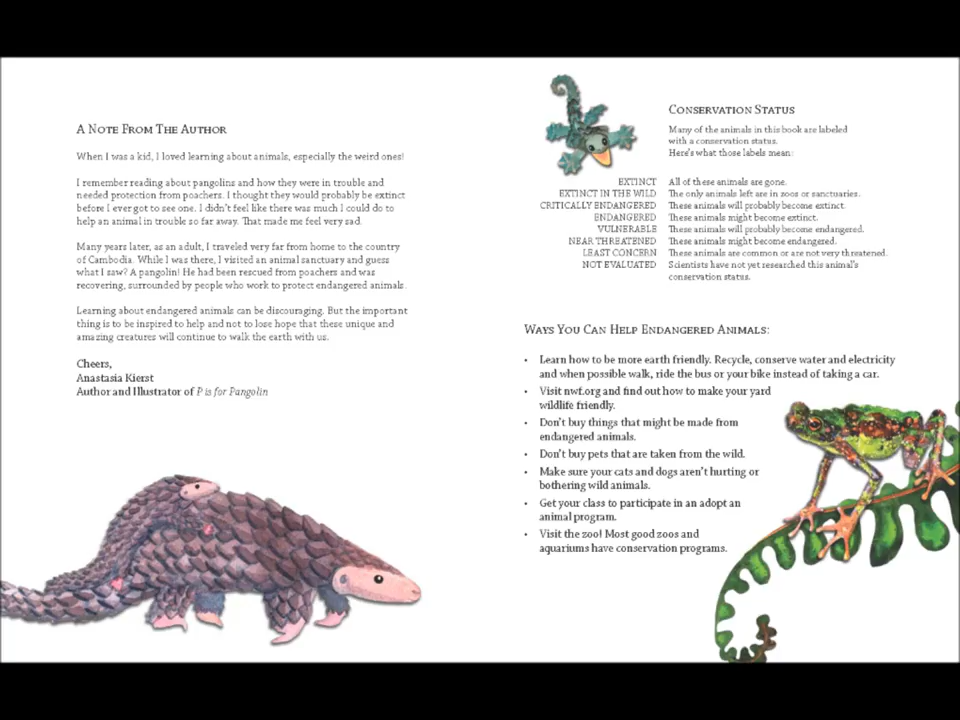 A Note From The Author
When I was a kid, I loved learning about animals, especially the weird ones!
I remember reading about pangolins and how they were in trouble and
needed protection from poachers. I thought they would probably be extinct
before I ever got to see one. I didn't feel like there was much I could do to
help an animal in trouble so far away. That made me feel very sad.
Many years later, as an adult, I traveled very far from home to the country
of Cambodia. While I was there, I visited an animal sanctuary and guess
what I saw? A pangolin! He had been rescued from poachers and was
recovering, surrounded by people who work to protect endangered animals.
Learning about endangered animals can be discouraging. But the important
thing is to be inspired to help and not to lose hope that these unique and
amazing creatures will continue to walk the earth with us.
Cheers,
Anastasia Kierst
Author and Illustrator of P is for Pangolin
Conservation Status
Many of the animals in this book are labeled
with a conservation status.
Here's what those labels mean:
EXTINCT All of these animals are gone.
EXTINCT IN THE WILD The only animals left are in zoos or sanctuaries.
CRITICALLY ENDANGERED These animals will probably become extinct.
ENDANGERED These animals might become extinct.
VULNERABLE These animals will probably become endangered.
NEAR THREATENED These animals might become endangered.
LEAST CONCERN These animals are common or are not very threatened.
NOT EVALUATED Scientists have not yet researched this animal's
conservation status.
Ways You Can Help Endangered Animals:
• Learn how to be more earth friendly. Recycle, conserve water and electricity
and when possible walk, ride the bus or your bike instead of taking a car.
• Visit nwf.org and find out how to make your yard
wildlife friendly.
• Don't buy things that might be made from
endangered animals.
• Don't buy pets that are taken from the wild.
• Make sure your cats and dogs aren't hurting or
bothering wild animals.
• Get your class to participate in an adopt an
animal program.
• Visit the zoo! Most good zoos and
aquariums have conservation programs.